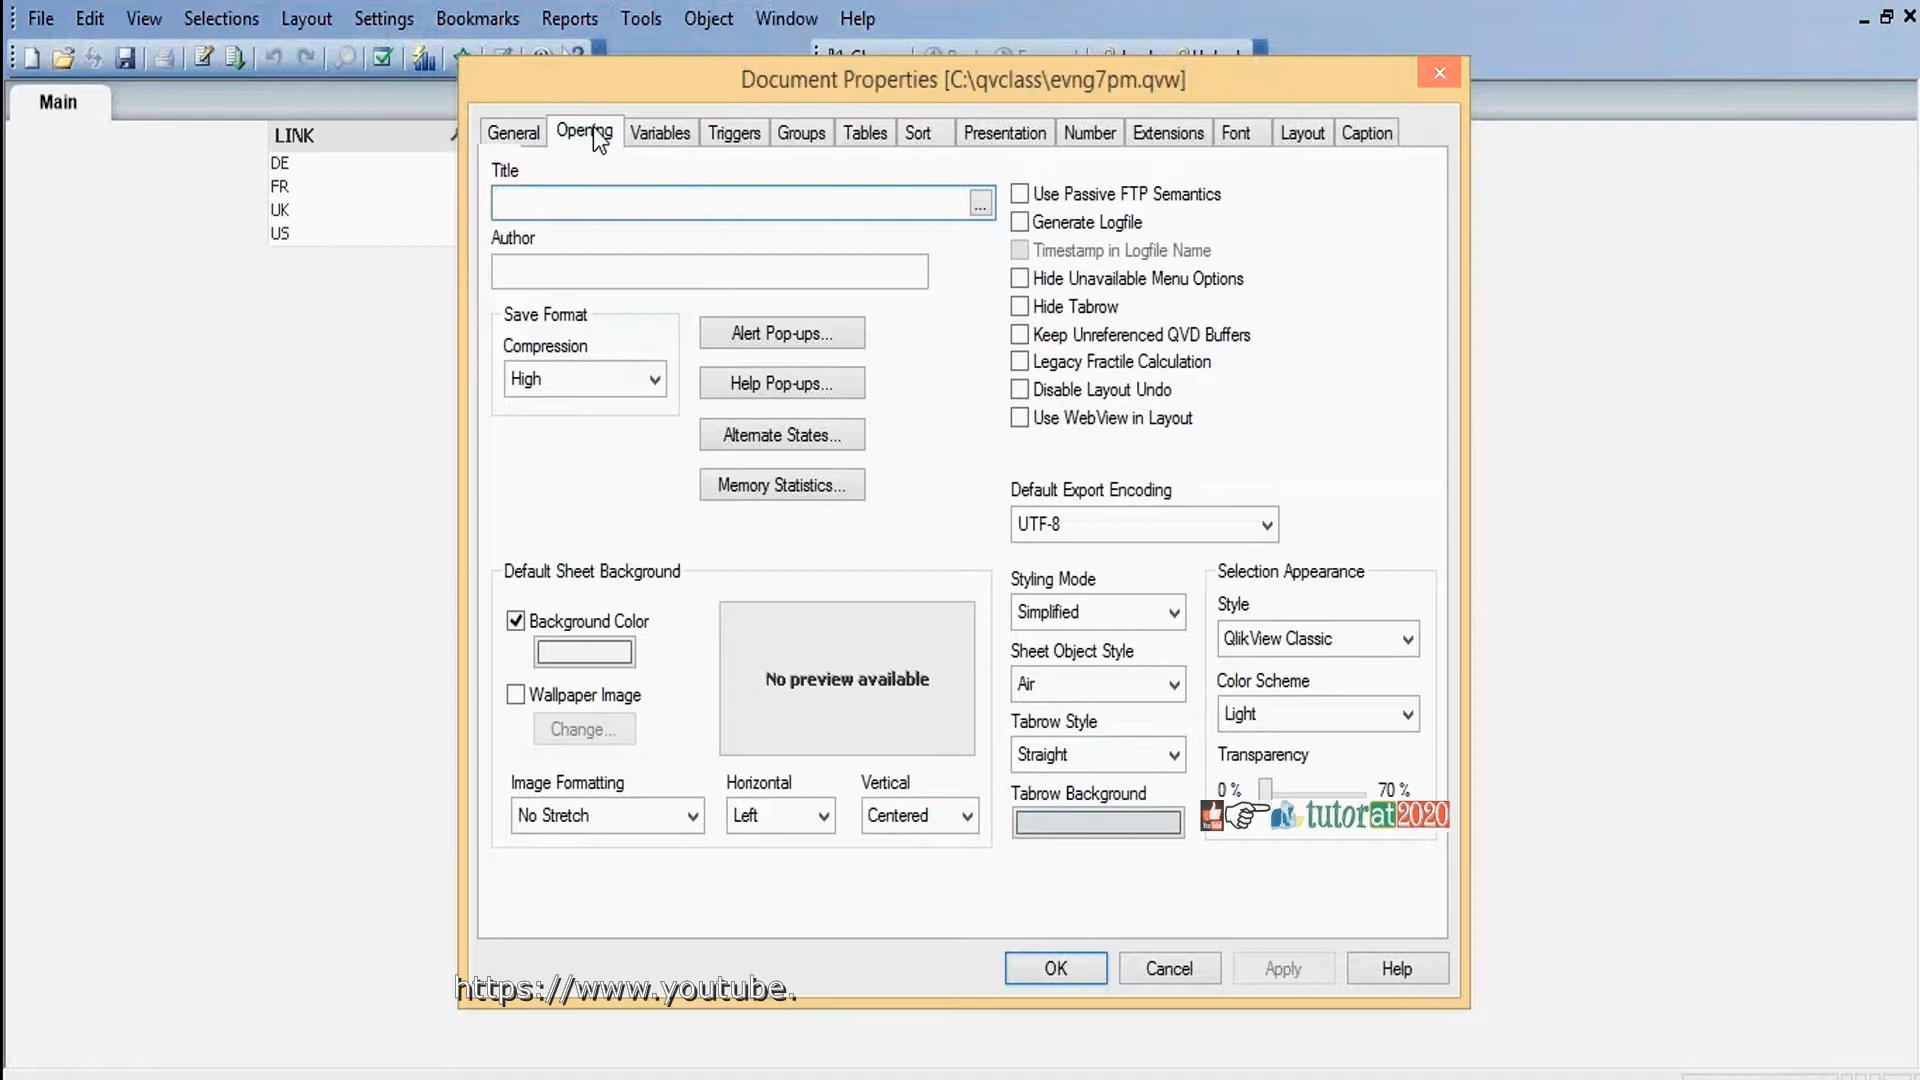 File Edit View Selections Layout Settings Bookmarks Reports Tools Object Window Help
Document Properties [C:\qvclass\evng7pm.qvw]
Main
LINK
DE
FR
UK
US
General Opening Variables Triggers Groups Tables Sort Presentation Number Extensions Font Layout Caption
Title
...
Author
Save Format
Compression
High
Alert Pop-ups...
Help Pop-ups...
Alternate States...
Memory Statistics...
Use Passive FTP Semantics
Generate Logfile
Timestamp in Logfile Name
Hide Unavailable Menu Options
Hide Tabrow
Keep Unreferenced QVD Buffers
Legacy Fractile Calculation
Disable Layout Undo
Use WebView in Layout
Default Export Encoding
UTF-8
Default Sheet Background
Background Color
Wallpaper Image
Change...
No preview available
Image Formatting
No Stretch
Horizontal
Left
Vertical
Centered
Styling Mode
Simplified
Sheet Object Style
Air
Tabrow Style
Straight
Tabrow Background
Selection Appearance
Style
QlikView Classic
Color Scheme
Light
Transparency
0 % 70 %
tutorat2020
OK Cancel Apply Help
https://www.youtube.